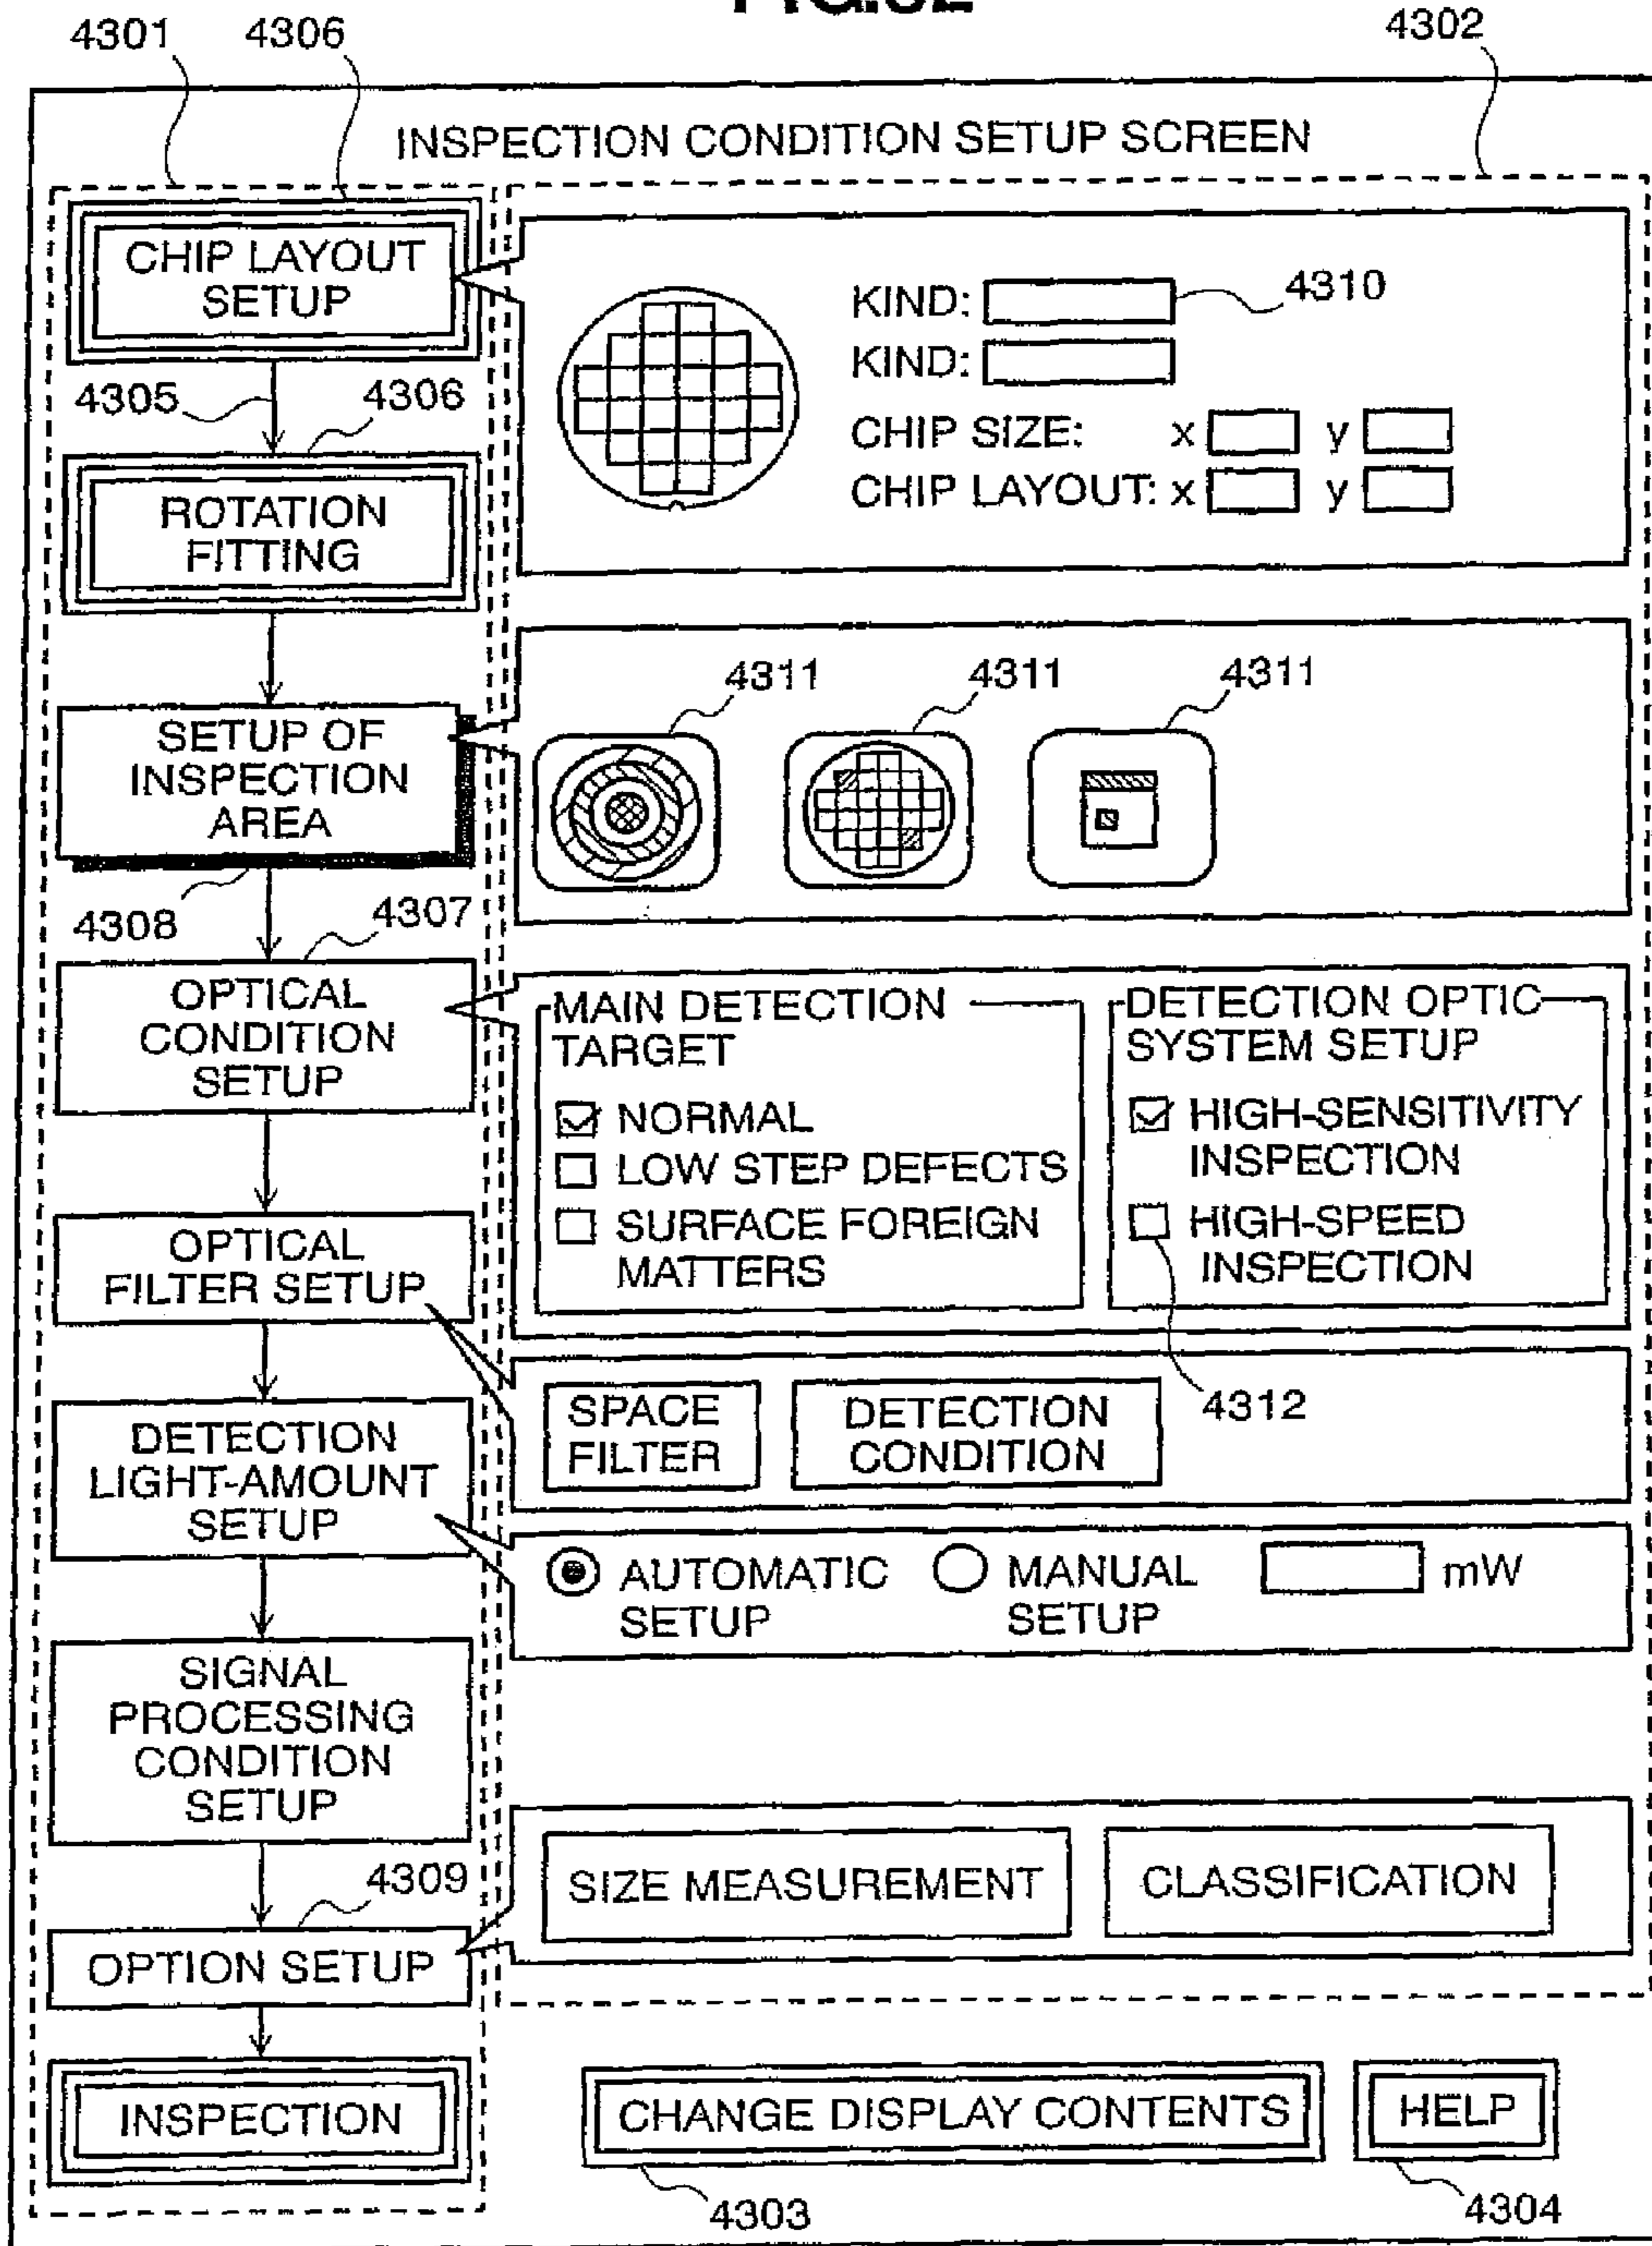 4301
4306
4302
INSPECTION CONDITION SETUP SCREEN
CHIP LAYOUT
SETUP
KIND:
4310
KIND:
4305
4306
CHIP SIZE: x y
CHIP LAYOUT: x y
ROTATION
FITTING
4311
4311
4311
SETUP OF
INSPECTION
AREA
4308
4307
OPTICAL
CONDITION
SETUP
MAIN DETECTION
TARGET
NORMAL
LOW STEP DEFECTS
SURFACE FOREIGN
MATTERS
DETECTION OPTIC
SYSTEM SETUP
HIGH-SENSITIVITY
INSPECTION
HIGH-SPEED
INSPECTION
4312
OPTICAL
FILTER SETUP
SPACE
FILTER
DETECTION
CONDITION
DETECTION
LIGHT-AMOUNT
SETUP
AUTOMATIC
SETUP
MANUAL
SETUP
mW
SIGNAL
PROCESSING
CONDITION
SETUP
4309
SIZE MEASUREMENT
CLASSIFICATION
OPTION SETUP
INSPECTION
CHANGE DISPLAY CONTENTS
HELP
4303
4304